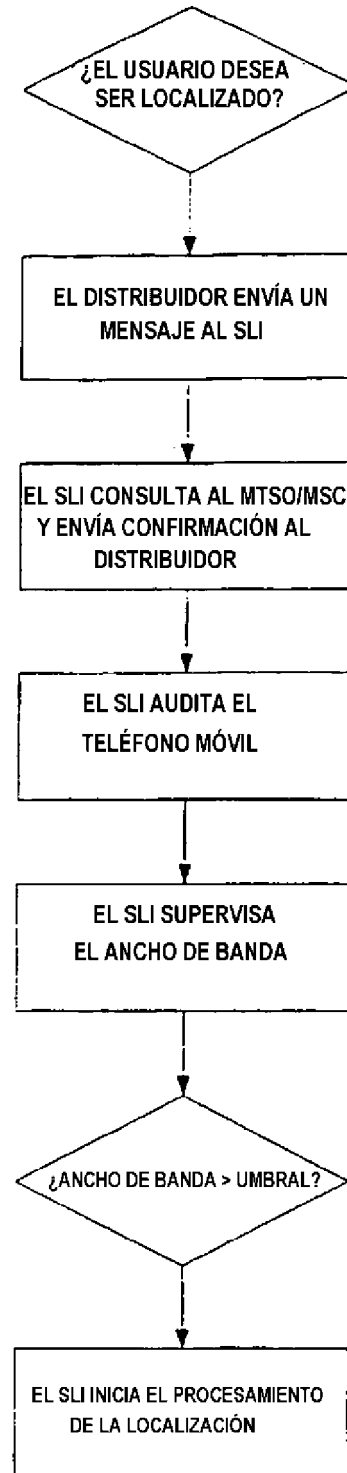 ¿EL USUARIO DESEA
SER LOCALIZADO?
EL DISTRIBUIDOR ENVÍA UN
MENSAJE AL SLI
EL SLI CONSULTA AL MTSO/MSC
Y ENVÍA CONFIRMACIÓN AL
DISTRIBUIDOR
EL SLI AUDITA EL
TELÉFONO MÓVIL
EL SLI SUPERVISA
EL ANCHO DE BANDA
¿ANCHO DE BANDA > UMBRAL?
EL SLI INICIA EL PROCESAMIENTO
DE LA LOCALIZACIÓN